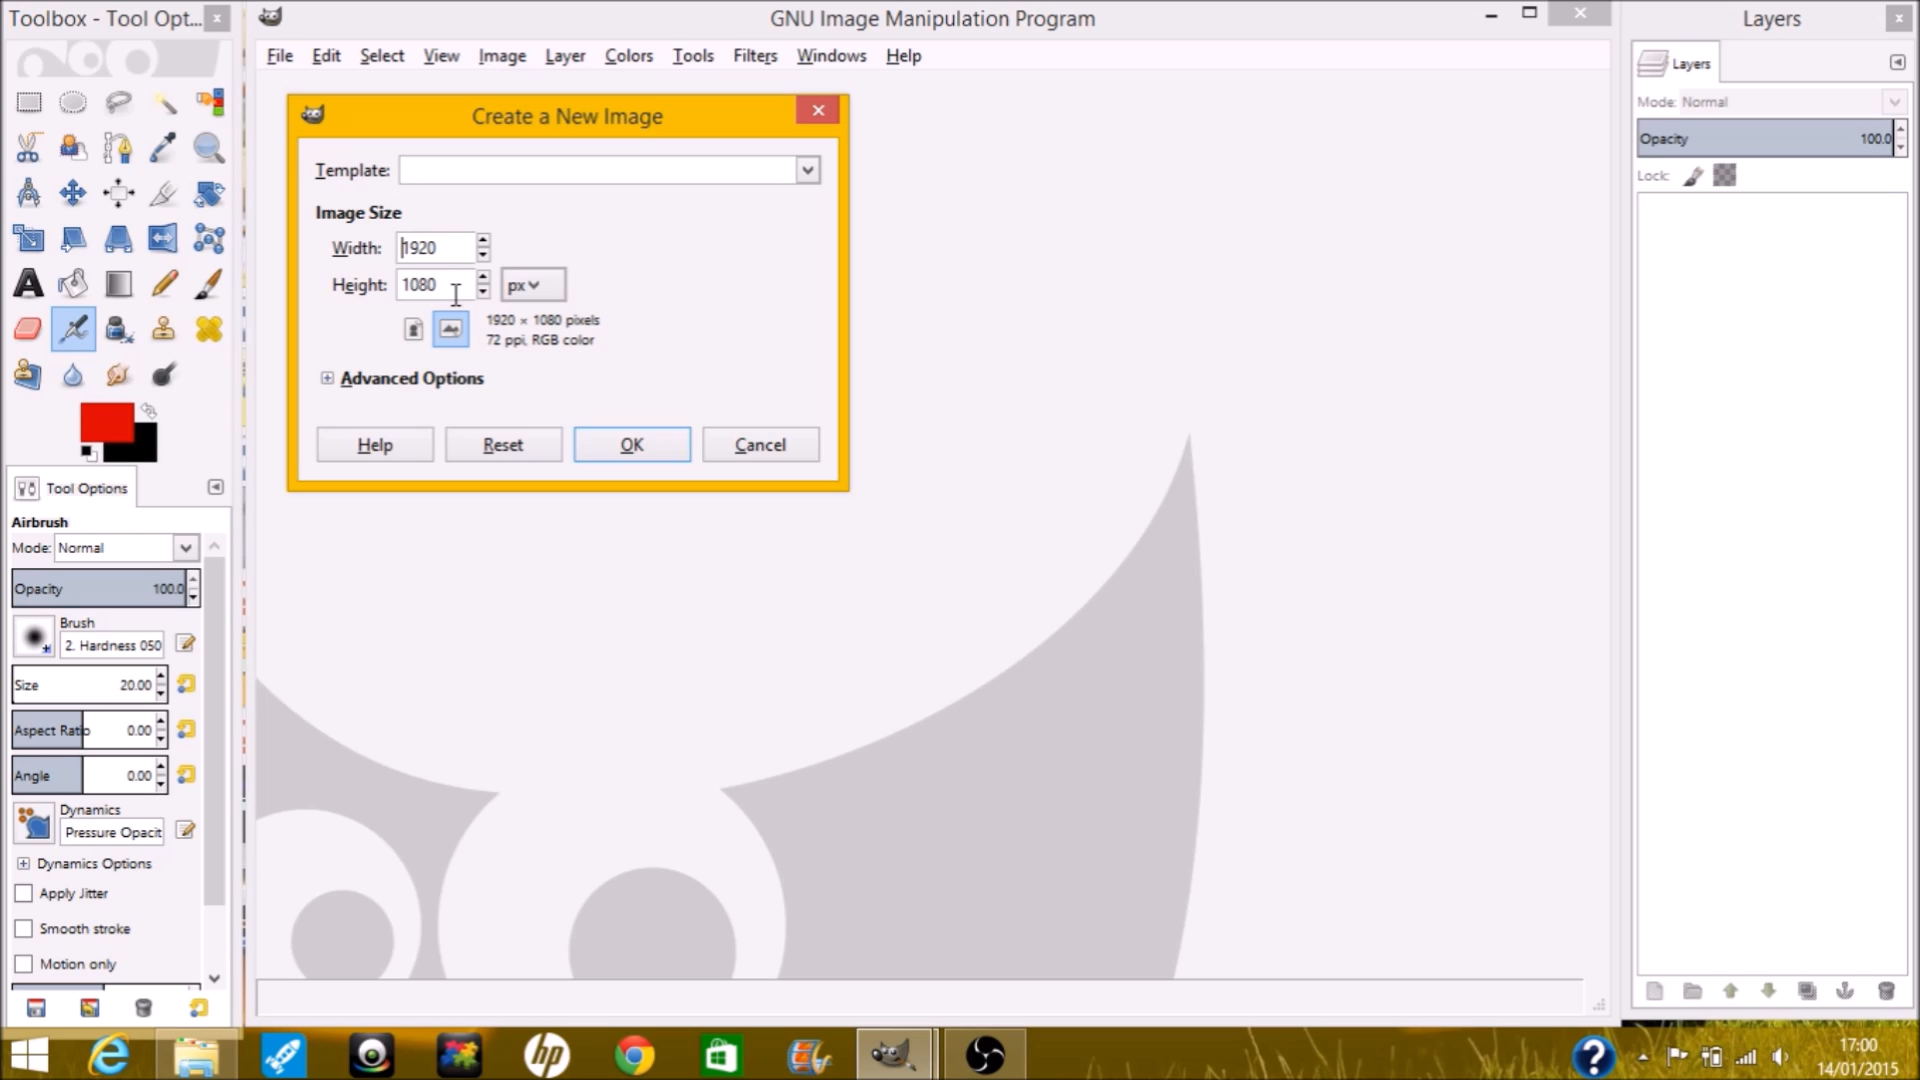 Toolbox - Tool Opt...
GNU Image Manipulation Program
Layers
File Edit Select View Image Layer Colors Tools Filters Windows Help
Layers
Mode: Normal
Opacity 100.0
Lock:
Create a New Image
Template:
Image Size
Width: 1920
Height: 1080 px
1920 × 1080 pixels
72 ppi, RGB color
Advanced Options
Help Reset OK Cancel
Tool Options
Airbrush
Mode: Normal
Opacity 100.0
Brush
2. Hardness 050
Size 20.00
Aspect Ratio 0.00
Angle 0.00
Dynamics
Pressure Opacit
Dynamics Options
Apply Jitter
Smooth stroke
Motion only
hp
?
17:00
14/01/2015